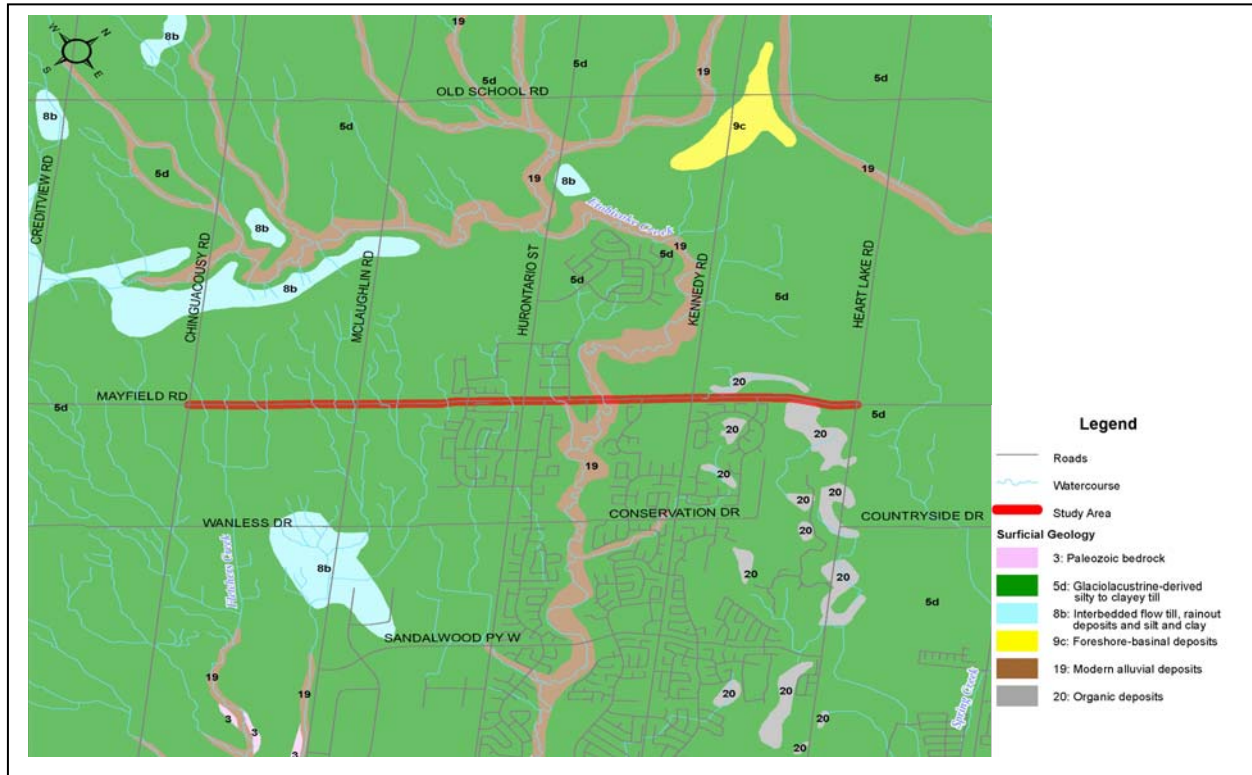 19
8b
N
W
S
E
5d
5d
19
5d
OLD SCHOOL RD
8b
9c
5d
5d
19
19
8b
CREDITVIEW RD
8b
Etobicoke Creek
19
5d
CHINGUACOUSY RD
8b
MCLAUGHLIN RD
HURONTARIO ST
5d
KENNEDY RD
5d
HEART LAKE RD
MAYFIELD RD
5d
20
5d
20
20
19
20
20
20
WANLESS DR
CONSERVATION DR
20
COUNTRYSIDE DR
Fletchers Creek
8b
20
20
5d
SANDALWOOD PY W
19
19
20
20
20
3
3
20
Spring Creek
Legend
Roads
Watercourse
Study Area
Surficial Geology
3: Paleozoic bedrock
5d: Glaciolacustrine-derived
silty to clayey till
8b: Interbedded flow till, rainout
deposits and silt and clay
9c: Foreshore-basinal deposits
19: Modern alluvial deposits
20: Organic deposits